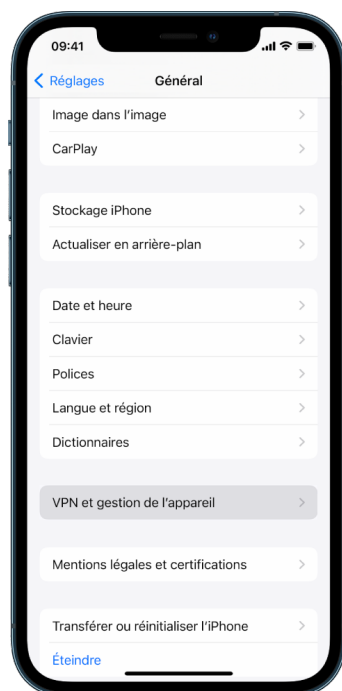 09:41
Réglages
Général
Image dans l'image
CarPlay
Stockage iPhone
Actualiser en arrière-plan
Date et heure
Clavier
Polices
Langue et région
Dictionnaires
VPN et gestion de l'appareil
Mentions légales et certifications
Transférer ou réinitialiser l'iPhone
Éteindre